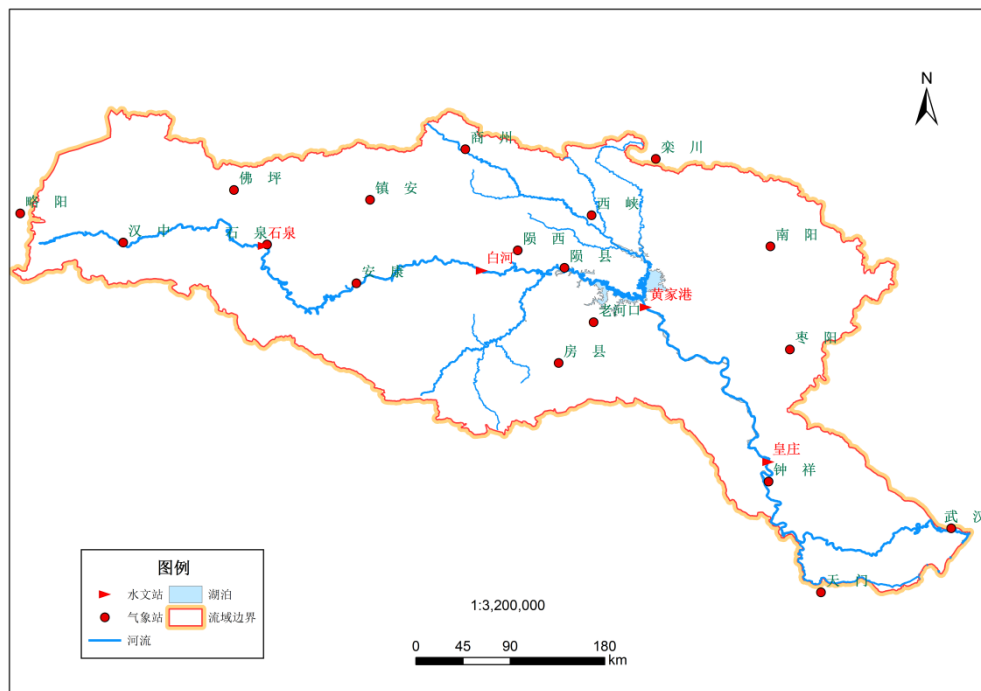 N
商 州
栾 川
佛 坪
镇 安
略 阳
西 峡
汉 中
石 泉
石泉
陨 西
南 阳
白河
陨 县
安 康
黄家港
老河口
枣 阳
房 县
皇庄
钟 祥
武 汉
天 门
图例
水文站
湖泊
气象站
流域边界
河流
1:3,200,000
0 45 90 180
km